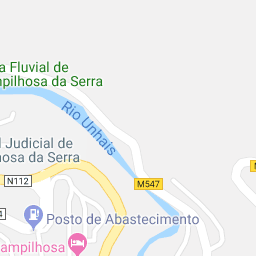 a Fluvial de
mpilhosa da Serra
Rio Unhais
l Judicial de
hosa da Serra
N112
M547
Posto de Abastecimento
ampilhosa